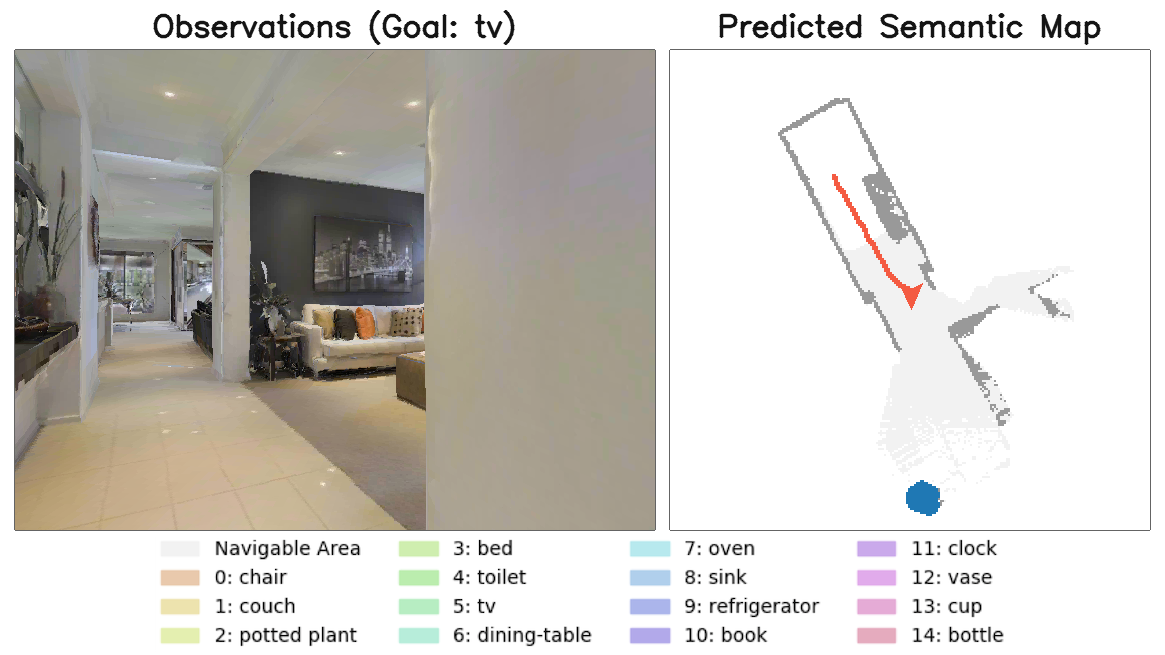 Observations (Goal: tv)
Predicted Semantic Map
Navigable Area
0: chair
1: couch
2: potted plant
3: bed
4: toilet
5: tv
6: dining-table
7: oven
8: sink
9: refrigerator
10: book
11: clock
12: vase
13: cup
14: bottle